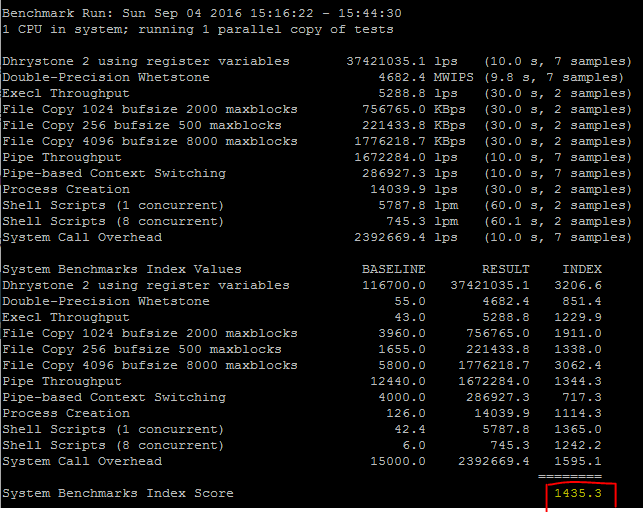 Benchmark Run: Sun Sep 04 2016 15:16:22 - 15:44:30
1 CPU in system; running 1 parallel copy of tests
Dhrystone 2 using register variables 37421035.1 lps (10.0 s, 7 samples)
Double-Precision Whetstone 4682.4 MWIPS (9.8 s, 7 samples)
Execl Throughput 5288.8 lps (30.0 s, 2 samples)
File Copy 1024 bufsize 2000 maxblocks 756765.0 KBps (30.0 s, 2 samples)
File Copy 256 bufsize 500 maxblocks 221433.8 KBps (30.0 s, 2 samples)
File Copy 4096 bufsize 8000 maxblocks 1776218.7 KBps (30.0 s, 2 samples)
Pipe Throughput 1672284.0 lps (10.0 s, 7 samples)
Pipe-based Context Switching 286927.3 lps (10.0 s, 7 samples)
Process Creation 14039.9 lps (30.0 s, 2 samples)
Shell Scripts (1 concurrent) 5787.8 lpm (60.0 s, 2 samples)
Shell Scripts (8 concurrent) 745.3 lpm (60.1 s, 2 samples)
System Call Overhead 2392669.4 lps (10.0 s, 7 samples)
System Benchmarks Index Values BASELINE RESULT INDEX
Dhrystone 2 using register variables 116700.0 37421035.1 3206.6
Double-Precision Whetstone 55.0 4682.4 851.4
Execl Throughput 43.0 5288.8 1229.9
File Copy 1024 bufsize 2000 maxblocks 3960.0 756765.0 1911.0
File Copy 256 bufsize 500 maxblocks 1655.0 221433.8 1338.0
File Copy 4096 bufsize 8000 maxblocks 5800.0 1776218.7 3062.4
Pipe Throughput 12440.0 1672284.0 1344.3
Pipe-based Context Switching 4000.0 286927.3 717.3
Process Creation 126.0 14039.9 1114.3
Shell Scripts (1 concurrent) 42.4 5787.8 1365.0
Shell Scripts (8 concurrent) 6.0 745.3 1242.2
System Call Overhead 15000.0 2392669.4 1595.1
========
System Benchmarks Index Score 1435.3